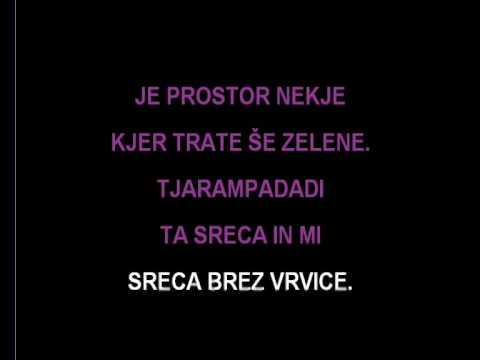 JE PROSTOR NEKJE
KJER TRATE ŠE ZELENE.
TJARAMPADADI
TA SRECA IN MI
SRECA BREZ VRVICE.